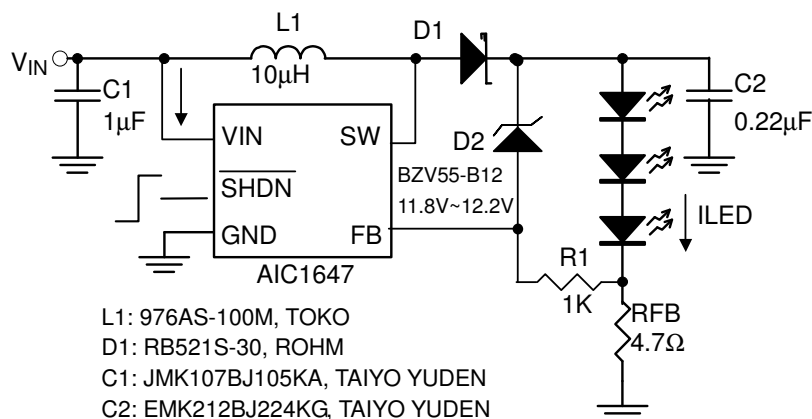 L1
D1
VIN
C1
1µF
10µH
C2
0.22µF
VIN
SW
D2
SHDN
BZV55-B12
11.8V~12.2V
ILED
GND
FB
AIC1647
R1
1K
RFB
4.7Ω
L1: 976AS-100M, TOKO
D1: RB521S-30, ROHM
C1: JMK107BJ105KA, TAIYO YUDEN
C2: EMK212BJ224KG, TAIYO YUDEN